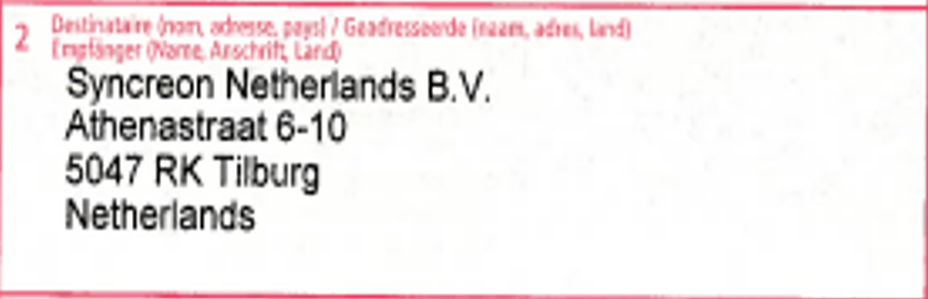 2 Destinataire (nom, adresse, pays) / Geadresseerde (naam, adres, land)
Empfänger (Name, Anschrift, Land)
Syncreon Netherlands B.V.
Athenastraat 6-10
5047 RK Tilburg
Netherlands